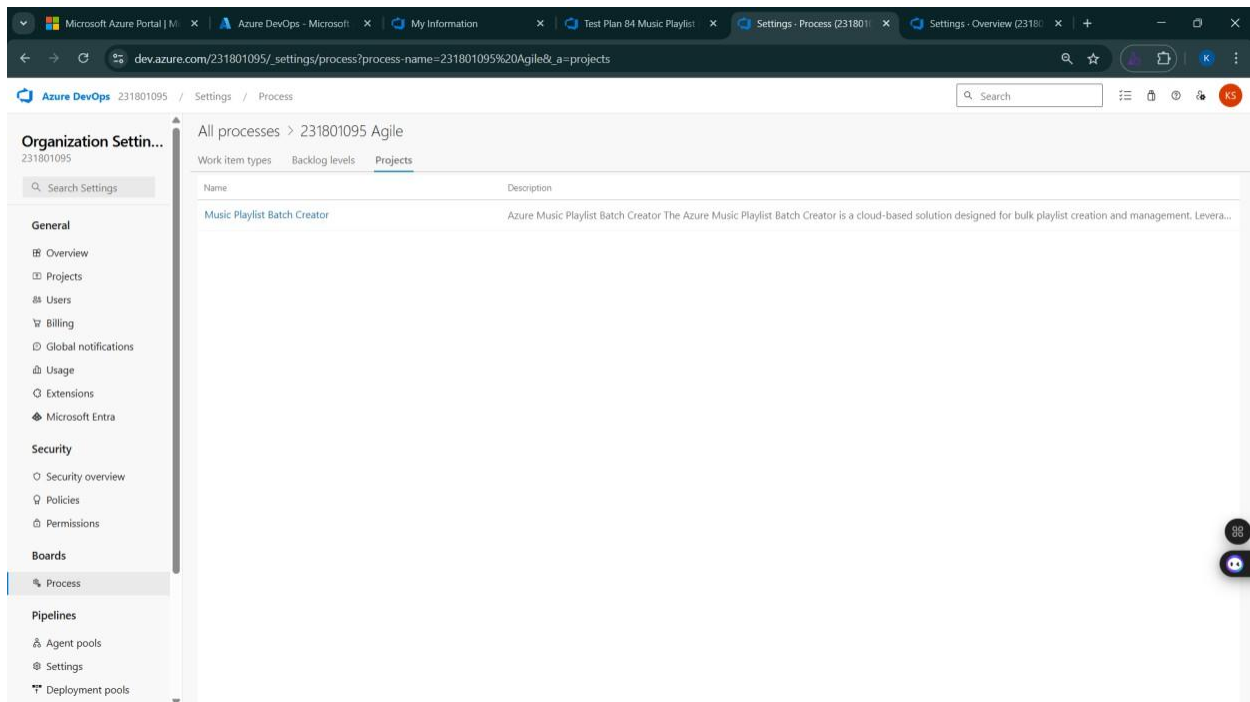 Microsoft Azure Portal | Mi
Azure DevOps - Microsoft
My Information
Test Plan 84 Music Playlist
Settings · Process (231801
Settings · Overview (23180
dev.azure.com/231801095/_settings/process?process-name=231801095%20Agile&_a=projects
K
Azure DevOps 231801095 / Settings / Process
Search
KS
Organization Settin...
231801095
Search Settings
General
Overview
Projects
Users
Billing
Global notifications
Usage
Extensions
Microsoft Entra
Security
Security overview
Policies
Permissions
Boards
Process
Pipelines
Agent pools
Settings
Deployment pools
All processes > 231801095 Agile
Work item types Backlog levels Projects
Name Description
Music Playlist Batch Creator Azure Music Playlist Batch Creator The Azure Music Playlist Batch Creator is a cloud-based solution designed for bulk playlist creation and management. Levera...